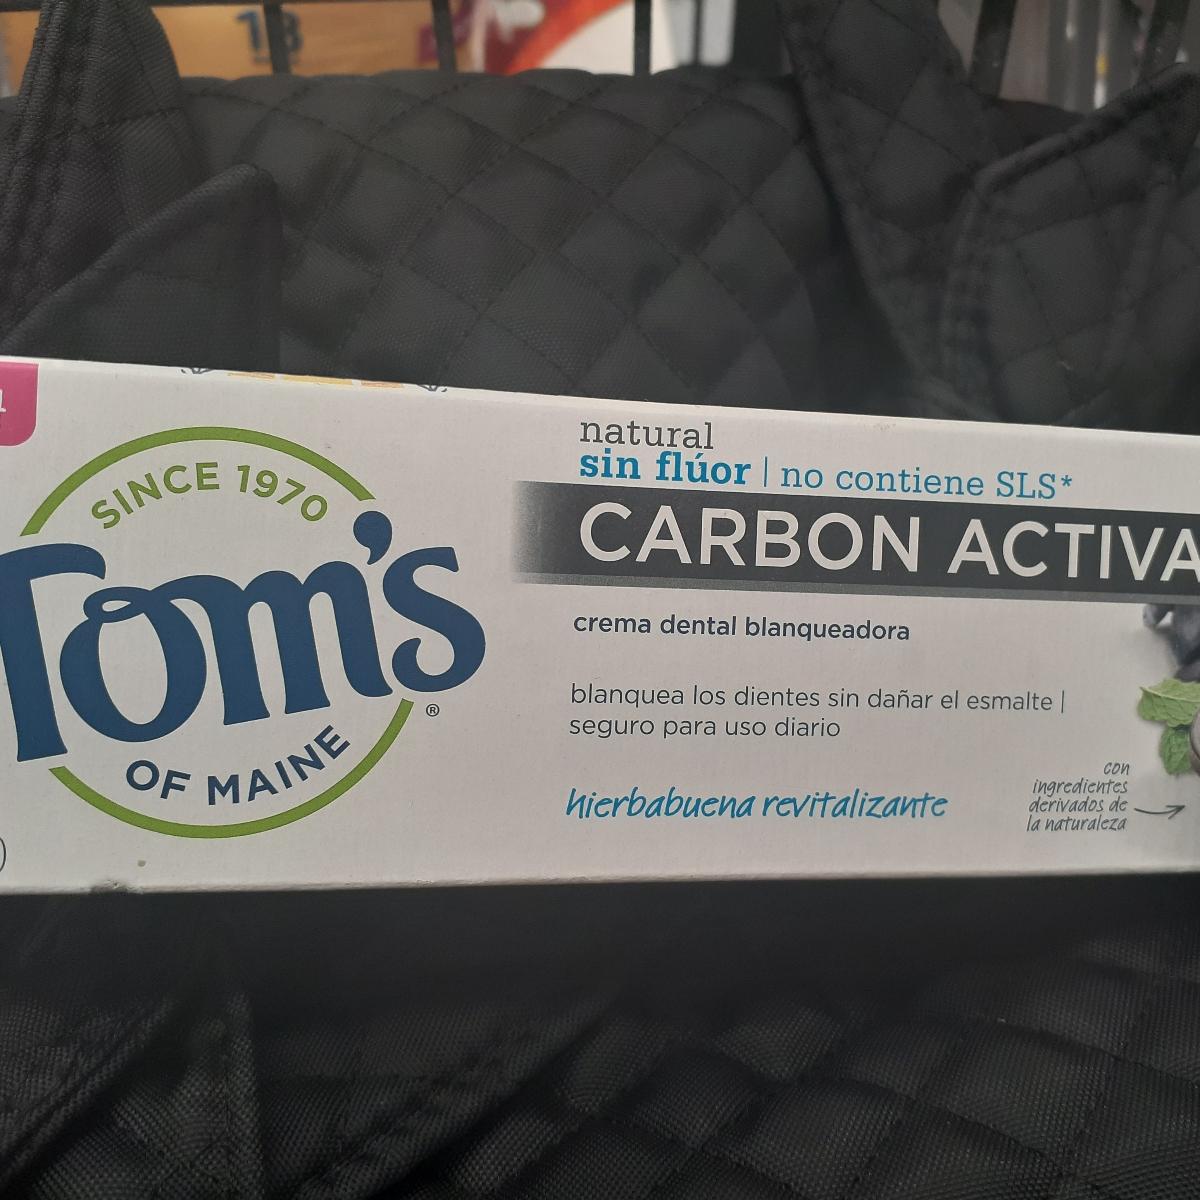 SINCE 1970
Tom's
OF MAINE
®
natural
sin flúor | no contiene SLS*
CARBON ACTIVA
crema dental blanqueadora
blanquea los dientes sin dañar el esmalte |
seguro para uso diario
hierbabuena revitalizante
con
ingredientes
derivados de
la naturaleza